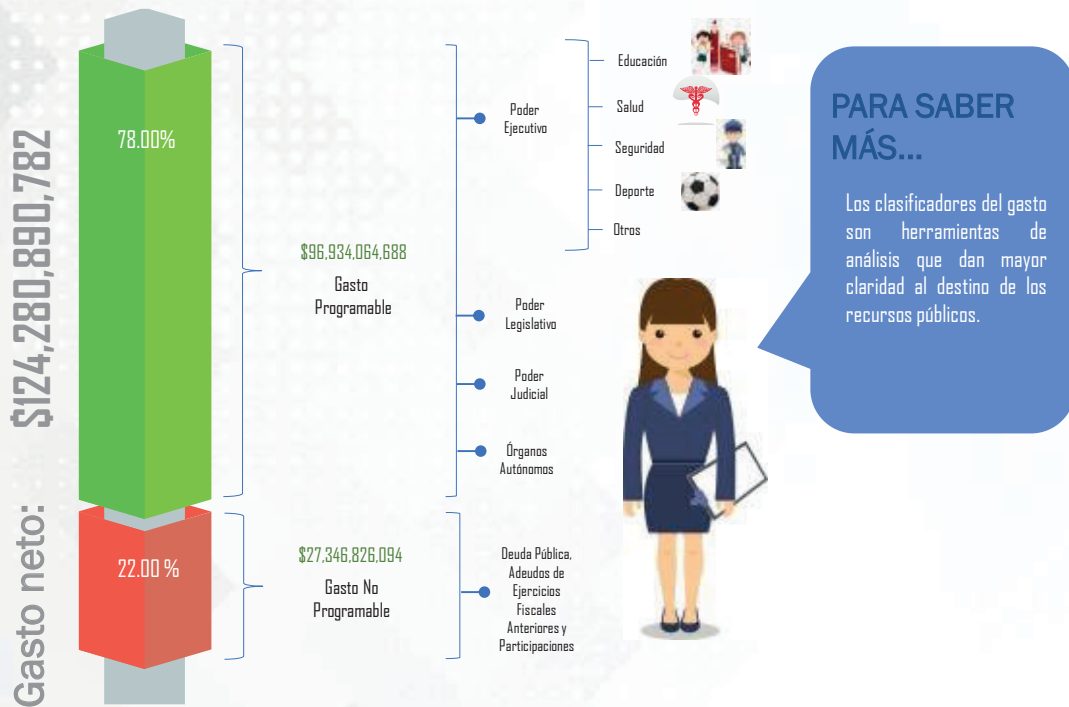 Gasto neto: $124,280,890,782
78.00%
22.00 %
$96,934,064,688
Gasto
Programable
$27,346,826,094
Gasto No
Programable
Poder
Ejecutivo
Educación
Salud
Seguridad
Deporte
Otros
Poder
Legislativo
Poder
Judicial
Órganos
Autónomos
Deuda Pública,
Adeudos de
Ejercicios
Fiscales
Anteriores y
Participaciones
PARA SABER
MÁS...
Los clasificadores del gasto
son herramientas de
análisis que dan mayor
claridad al destino de los
recursos públicos.